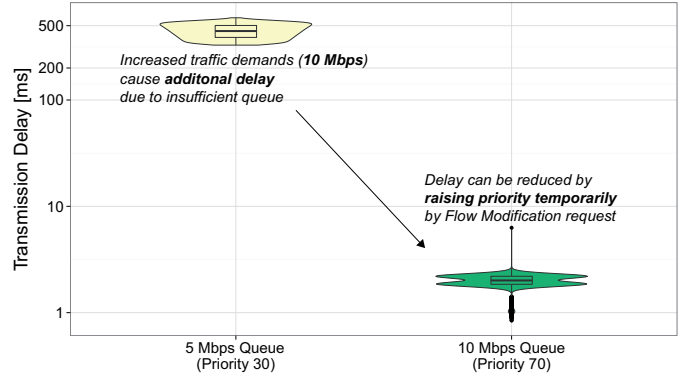 Transmission Delay [ms]
500
200
100
10
1
Increased traffic demands (10 Mbps)
cause additonal delay
due to insufficient queue
Delay can be reduced by
raising priority temporarily
by Flow Modification request
5 Mbps Queue
(Priority 30)
10 Mbps Queue
(Priority 70)